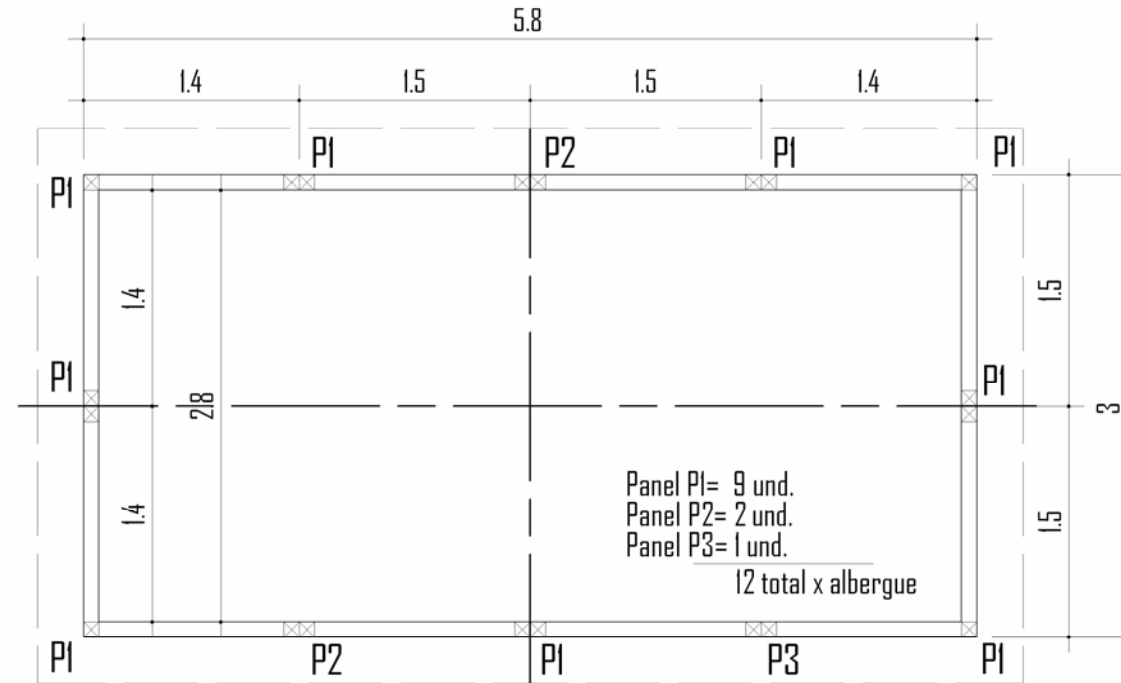 5.8
1.4 1.5 1.5 1.4
P1 P2 P1 P1
P1
1.4 1.5
P1 P1
2.8 3
Panel P1= 9 und.
Panel P2= 2 und.
1.4 1.5
Panel P3= 1 und.
12 total x albergue
P1 P2 P1 P3 P1